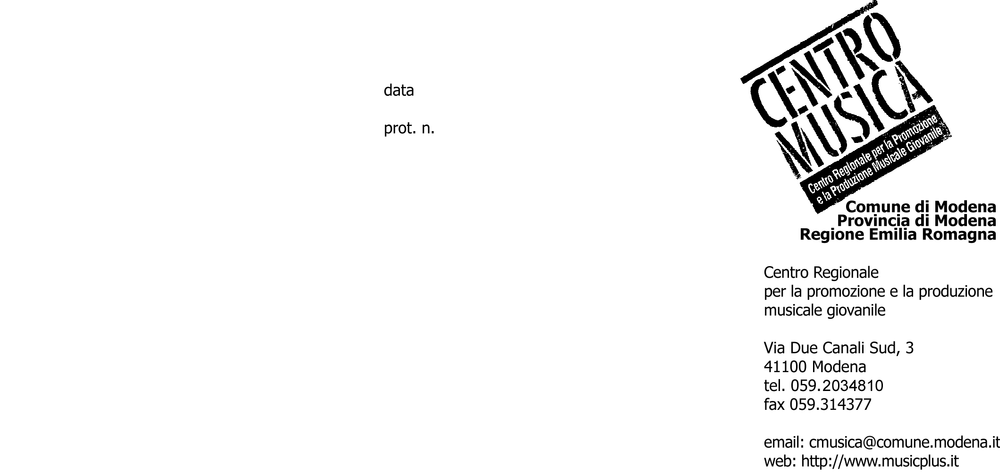 data
prot. n.
CENTRO
MUSICA
Centro Regionale per la Promozione
e la Produzione Musicale Giovanile
Comune di Modena
Provincia di Modena
Regione Emilia Romagna
Centro Regionale
per la promozione e la produzione
musicale giovanile
Via Due Canali Sud, 3
41100 Modena
tel. 059.2034810
fax 059.314377
email: cmusica@comune.modena.it
web: http://www.musicplus.it